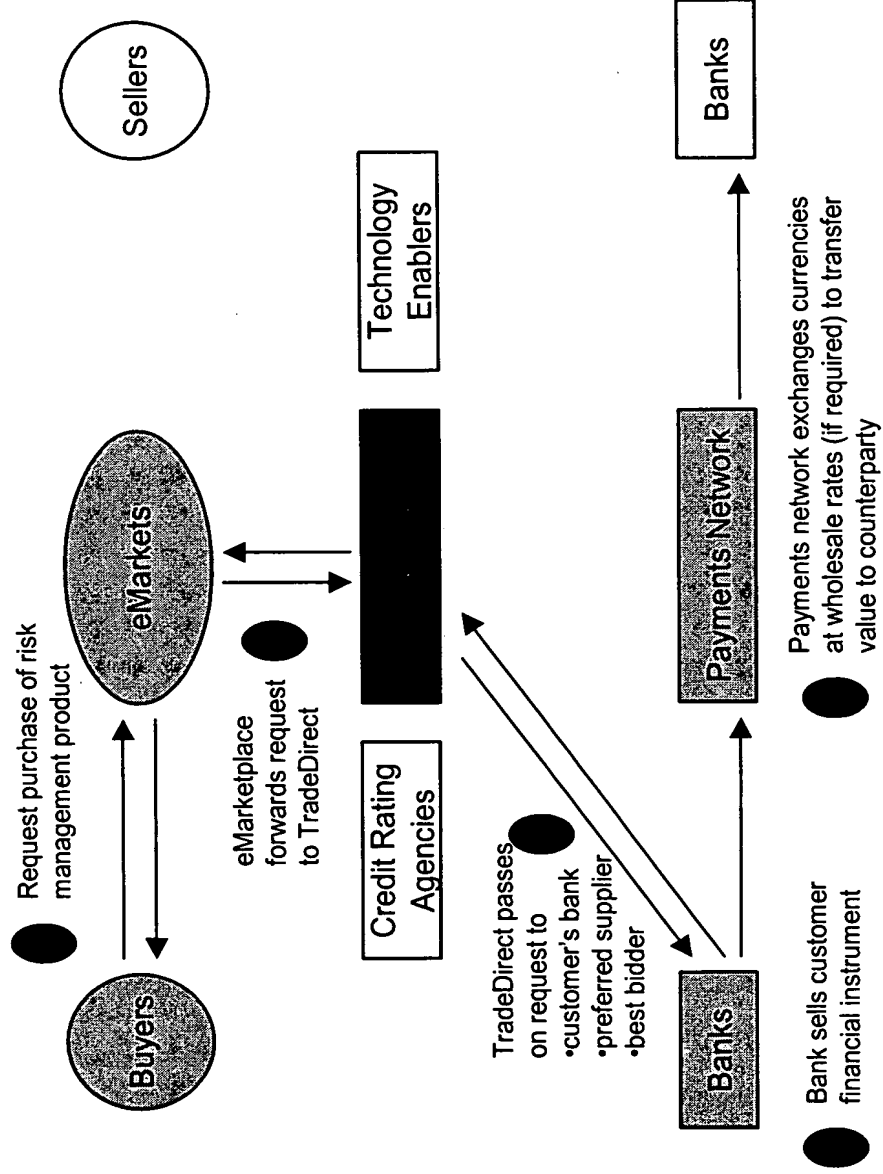 Request purchase of risk
management product
Buyers
eMarkets
Sellers
eMarketplace
forwards request
to TradeDirect
Credit Rating
Agencies
Technology
Enablers
TradeDirect passes
on request to
•customer's bank
•preferred supplier
•best bidder
Banks
Payments Network
Banks
Bank sells customer
financial instrument
Payments network exchanges currencies
at wholesale rates (if required) to transfer
value to counterparty